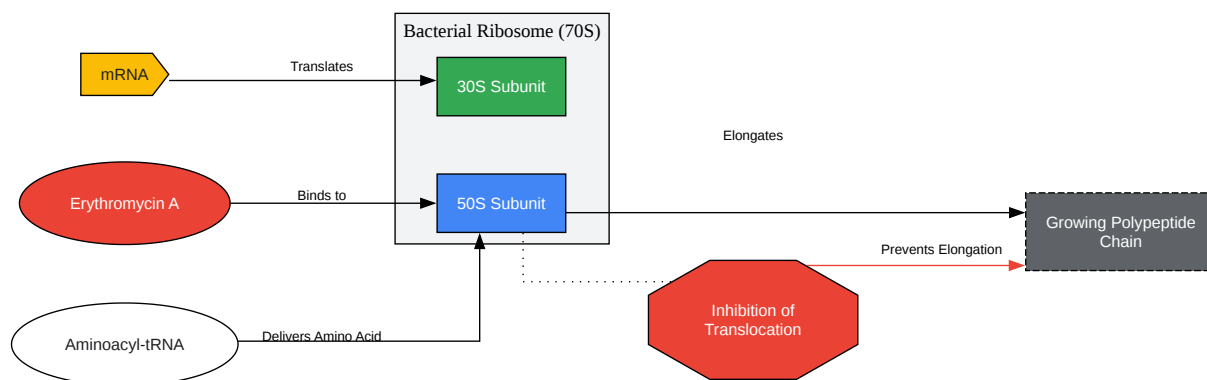 Bacterial Ribosome (70S)
mRNA
Translates
30S Subunit
Elongates
Erythromycin A
Binds to
50S Subunit
Growing Polypeptide
Chain
Prevents Elongation
Inhibition of
Translocation
Aminoacyl-tRNA
Delivers Amino Acid